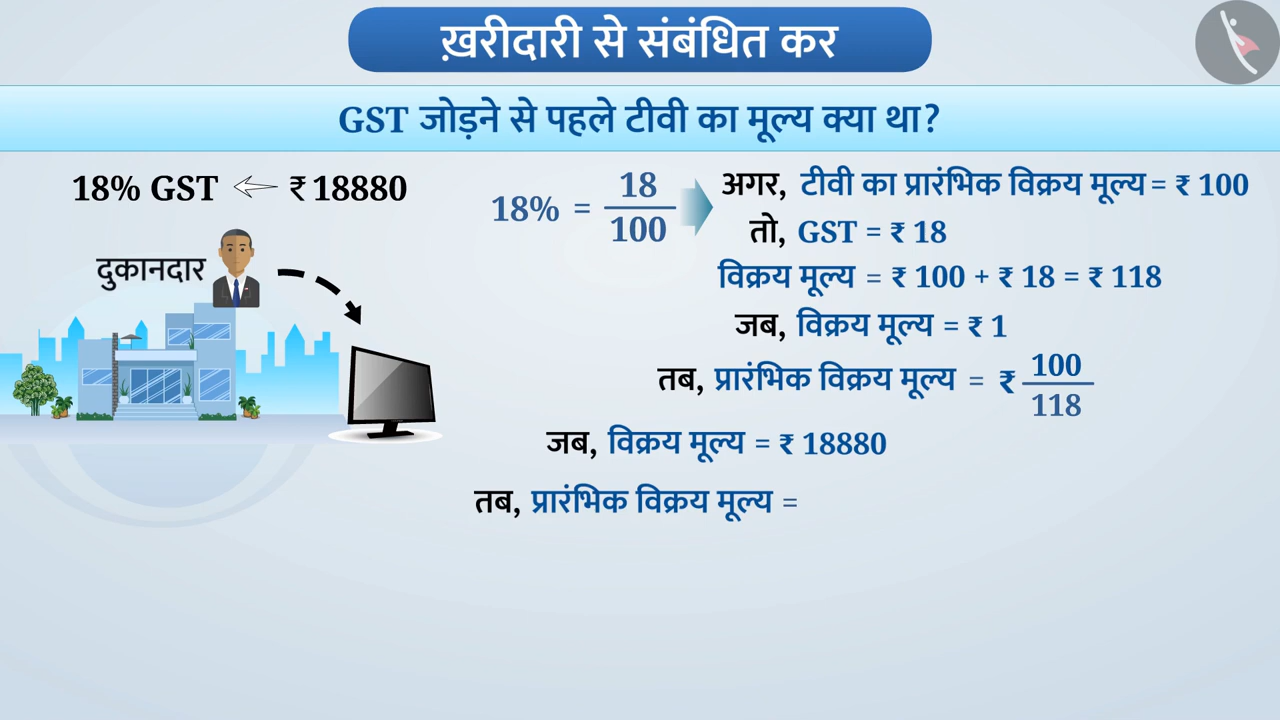 ख़रीदारी से संबंधित कर
GST जोड़ने से पहले टीवी का मूल्य क्या था?
18% GST ₹ 18880
दुकानदार
18% = 18/100
अगर, टीवी का प्रारंभिक विक्रय मूल्य = ₹ 100
तो, GST = ₹ 18
विक्रय मूल्य = ₹ 100 + ₹ 18 = ₹ 118
जब, विक्रय मूल्य = ₹ 1
तब, प्रारंभिक विक्रय मूल्य = ₹ 100/118
जब, विक्रय मूल्य = ₹ 18880
तब, प्रारंभिक विक्रय मूल्य =